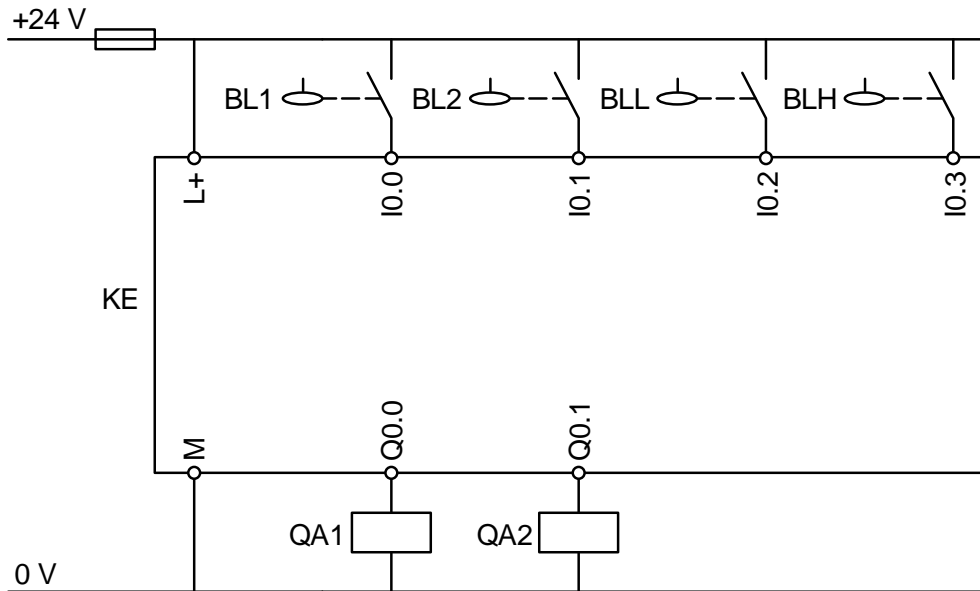 +24 V
BL1
BL2
BLL
BLH
L+
I0.0
I0.1
I0.2
I0.3
KE
M
Q0.0
Q0.1
QA1
QA2
0 V